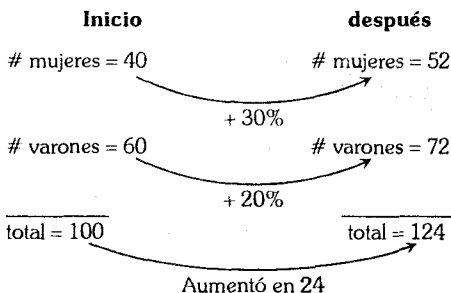 Inicio después
# mujeres = 40 # mujeres = 52
+ 30%
# varones = 60 # varones = 72
+ 20%
total = 100 total = 124
Aumentó en 24